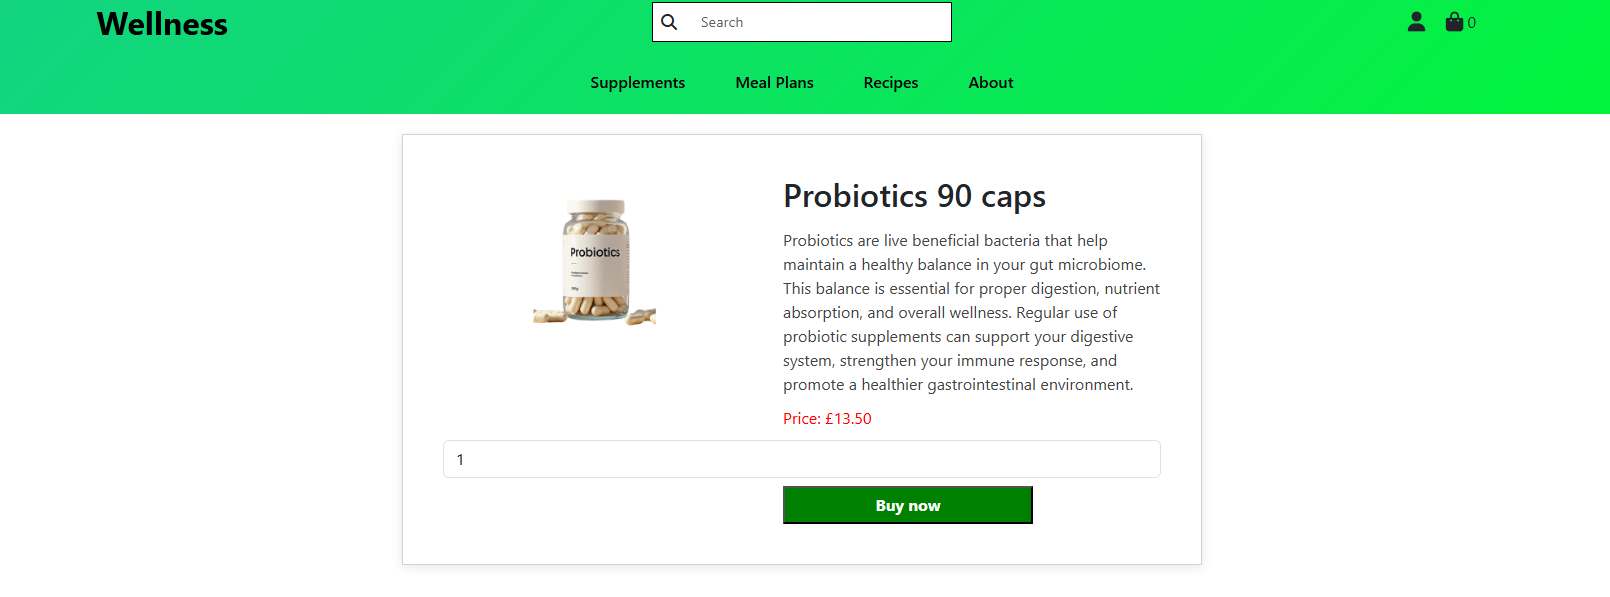 Wellness
Search
0
Supplements
Meal Plans
Recipes
About
Probiotics
Probiotics 90 caps
Probiotics are live beneficial bacteria that help
maintain a healthy balance in your gut microbiome.
This balance is essential for proper digestion, nutrient
absorption, and overall wellness. Regular use of
probiotic supplements can support your digestive
system, strengthen your immune response, and
promote a healthier gastrointestinal environment.
Price: £13.50
1
Buy now